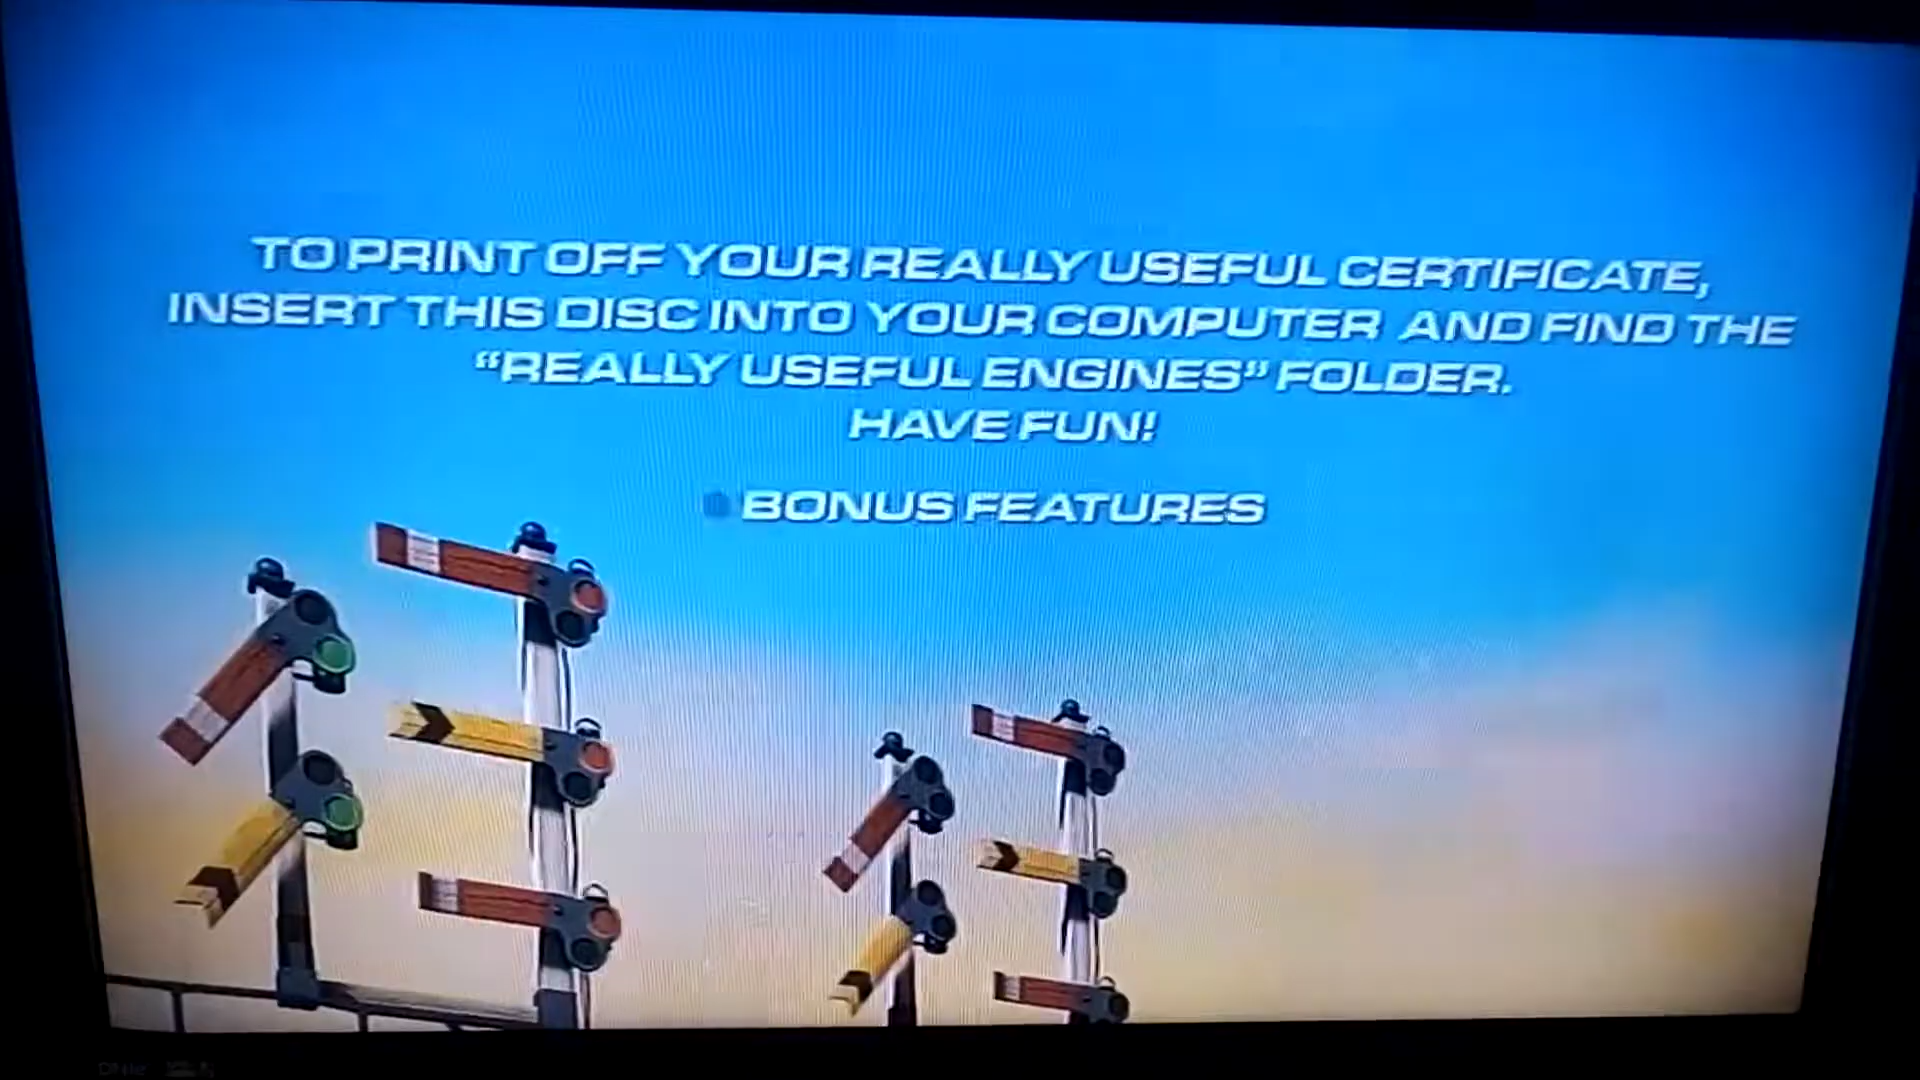 TO PRINT OFF YOUR REALLY USEFUL CERTIFICATE,
INSERT THIS DISC INTO YOUR COMPUTER AND FIND THE
“REALLY USEFUL ENGINES” FOLDER.
HAVE FUN!
BONUS FEATURES